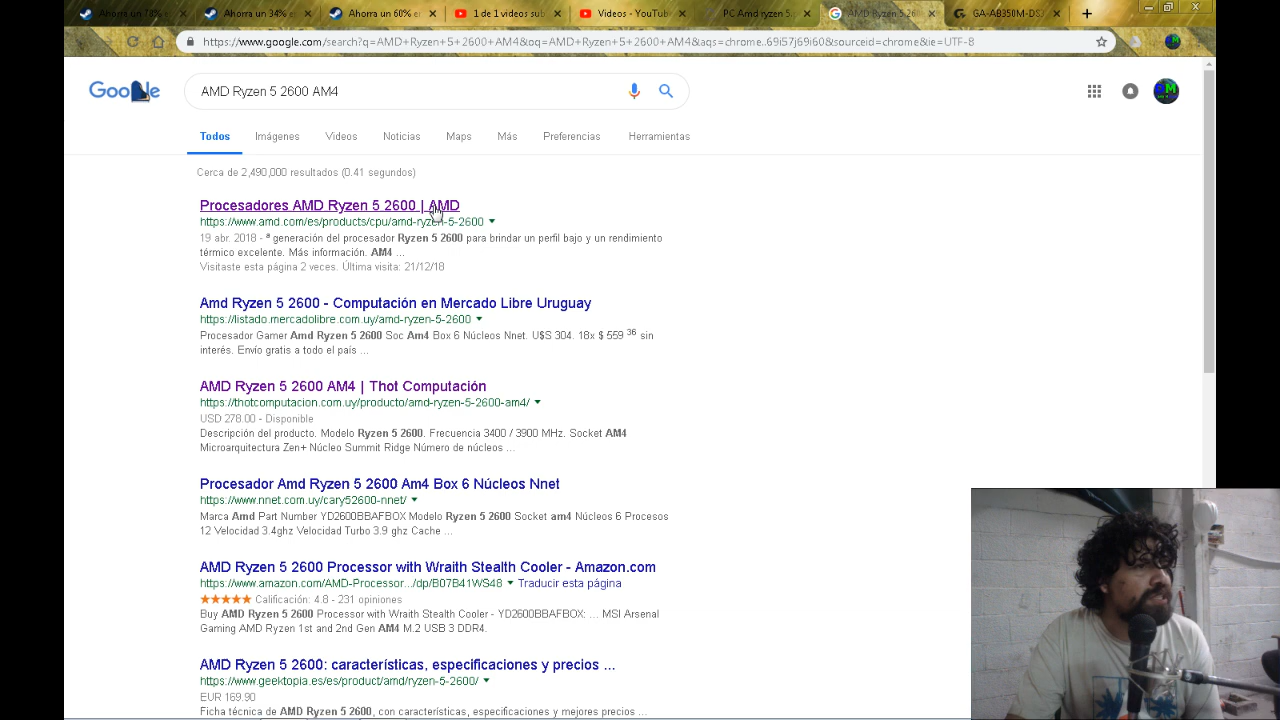 Ahorra un 78% e
Ahorra un 34% e
Ahorra un 60% e
1 de 1 videos sub
Videos - YouTube
PC Amd ryzen 5
AMD Ryzen 5 26
GA-AB350M-DS3
https://www.google.com/search?q=AMD+Ryzen+5+2600+AM4&oq=AMD+Ryzen+5+2600+AM4&aqs=chrome..69i57j69i60&sourceid=chrome&ie=UTF-8
Google
AMD Ryzen 5 2600 AM4
Todos Imágenes Videos Noticias Maps Más Preferencias Herramientas
Cerca de 2,490,000 resultados (0.41 segundos)
Procesadores AMD Ryzen 5 2600 | AMD
https://www.amd.com/es/products/cpu/amd-ryzen-5-2600
19 abr. 2018 - ª generación del procesador Ryzen 5 2600 para brindar un perfil bajo y un rendimiento
térmico excelente. Más información. AM4 ...
Visitaste esta página 2 veces. Última visita: 21/12/18
Amd Ryzen 5 2600 - Computación en Mercado Libre Uruguay
https://listado.mercadolibre.com.uy/amd-ryzen-5-2600
Procesador Gamer Amd Ryzen 5 2600 Soc Am4 Box 6 Núcleos Nnet. U$S 304. 18x $ 559 36 sin
interés. Envío gratis a todo el país ...
AMD Ryzen 5 2600 AM4 | Thot Computación
https://thotcomputacion.com.uy/producto/amd-ryzen-5-2600-am4/
USD 278.00 - Disponible
Descripción del producto. Modelo Ryzen 5 2600. Frecuencia 3400 / 3900 MHz. Socket AM4
Microarquitectura Zen+ Núcleo Summit Ridge Número de núcleos ...
Procesador Amd Ryzen 5 2600 Am4 Box 6 Núcleos Nnet
https://www.nnet.com.uy/cary52600-nnet/
Marca Amd Part Number YD2600BBAFBOX Modelo Ryzen 5 2600 Socket am4 Núcleos 6 Procesos
12 Velocidad 3.4ghz Velocidad Turbo 3.9 ghz Cache ...
AMD Ryzen 5 2600 Processor with Wraith Stealth Cooler - Amazon.com
https://www.amazon.com/AMD-Processor.../dp/B07B41WS48 Traducir esta página
Calificación: 4.8 - 231 opiniones
Buy AMD Ryzen 5 2600 Processor with Wraith Stealth Cooler - YD2600BBAFBOX: ... MSI Arsenal
Gaming AMD Ryzen 1st and 2nd Gen AM4 M.2 USB 3 DDR4.
AMD Ryzen 5 2600: características, especificaciones y precios ...
https://www.geektopia.es/es/product/amd/ryzen-5-2600/
EUR 169.90
Ficha técnica de AMD Ryzen 5 2600, con características, especificaciones y mejores precios ...